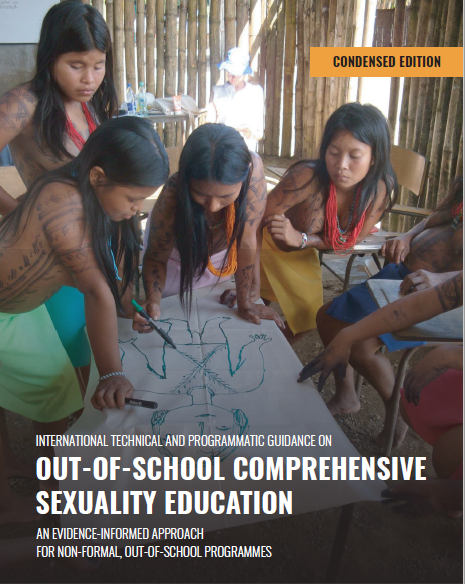 CONDENSED EDITION
INTERNATIONAL TECHNICAL AND PROGRAMMATIC GUIDANCE ON
OUT-OF-SCHOOL COMPREHENSIVE
SEXUALITY EDUCATION
AN EVIDENCE-INFORMED APPROACH
FOR NON-FORMAL, OUT-OF-SCHOOL PROGRAMMES